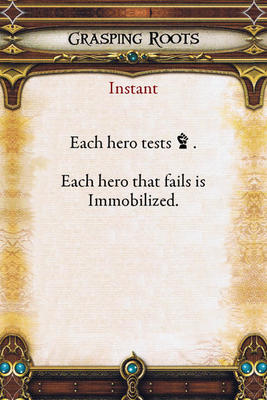 Grasping Roots
Instant
Each hero tests .
Each hero that fails is
Immobilized.